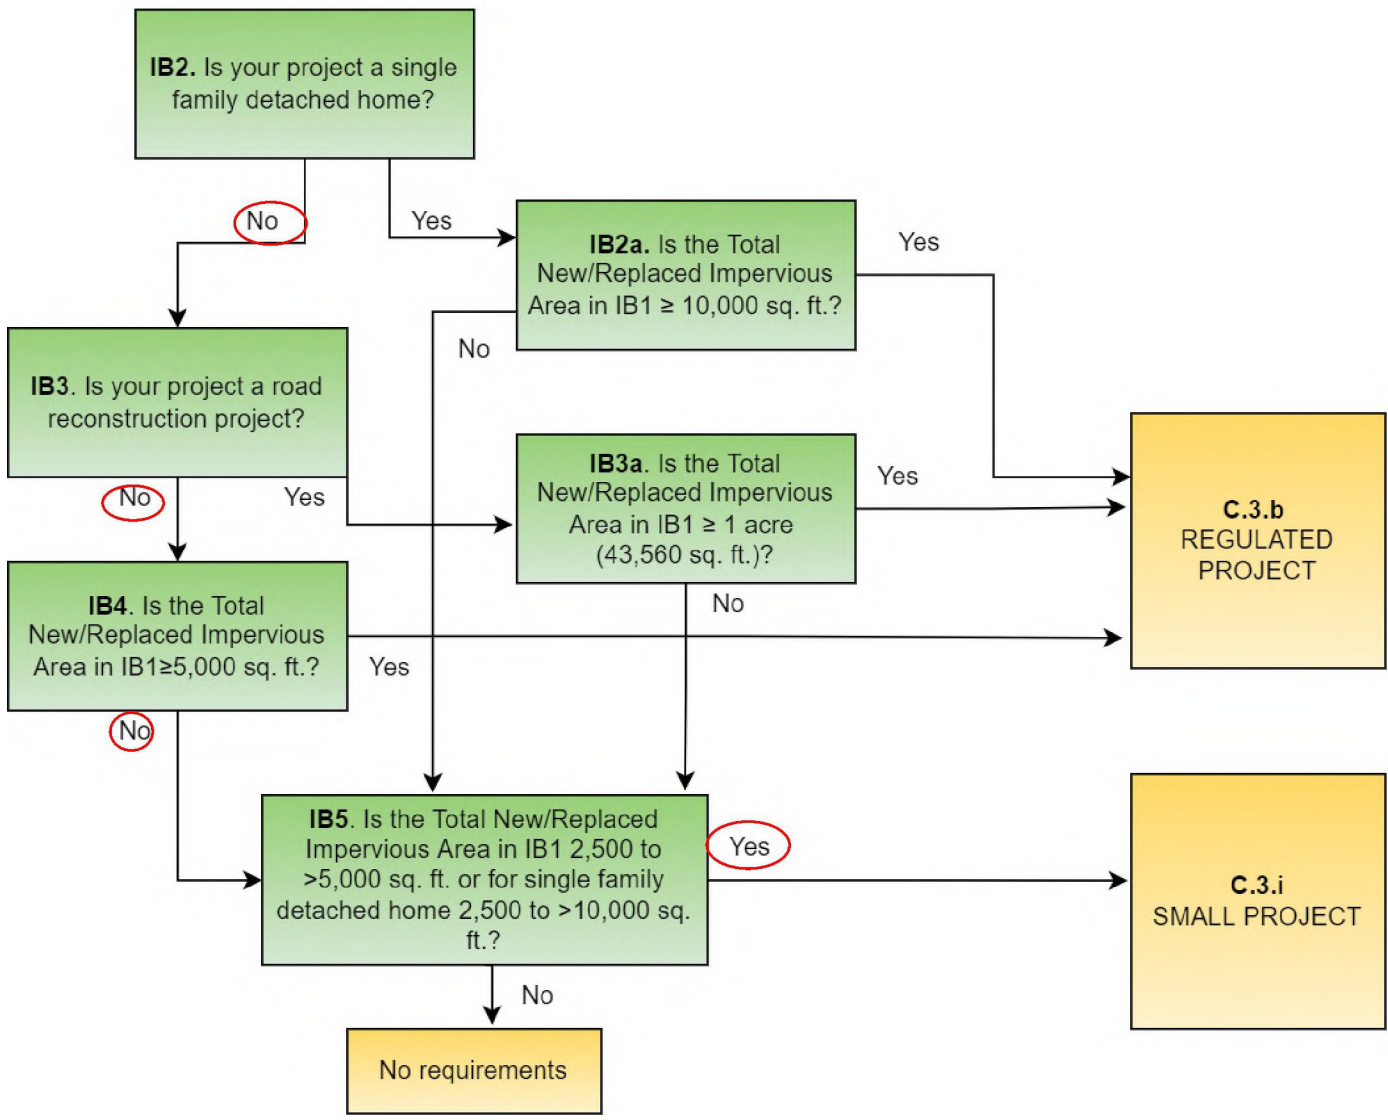 IB2. Is your project a single
family detached home?
No
Yes
IB2a. Is the Total
New/Replaced Impervious
Area in IB1 ≥ 10,000 sq. ft.?
Yes
No
IB3. Is your project a road
reconstruction project?
No
Yes
IB3a. Is the Total
New/Replaced Impervious
Area in IB1 ≥ 1 acre
(43,560 sq. ft.)?
Yes
No
C.3.b
REGULATED
PROJECT
IB4. Is the Total
New/Replaced Impervious
Area in IB1≥5,000 sq. ft.?
Yes
No
IB5. Is the Total New/Replaced
Impervious Area in IB1 2,500 to
>5,000 sq. ft. or for single family
detached home 2,500 to >10,000 sq.
ft.?
Yes
No
C.3.i
SMALL PROJECT
No requirements